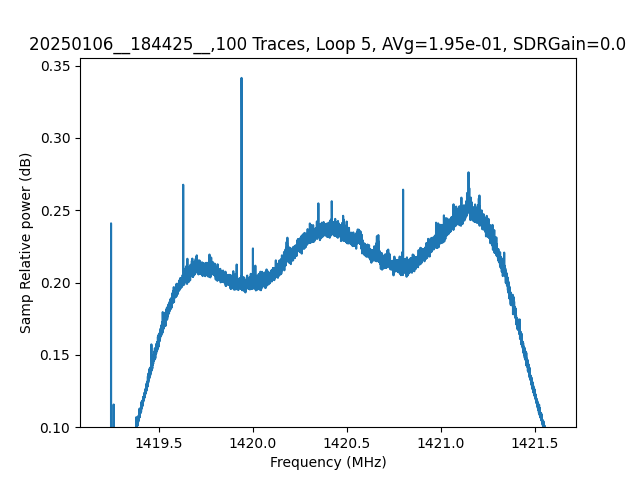 20250106__184425__,100 Traces, Loop 5, AVg=1.95e-01, SDRGain=0.0
0.35
0.30
0.25
0.20
0.15
0.10
Samp Relative power (dB)
1419.5 1420.0 1420.5 1421.0 1421.5
Frequency (MHz)